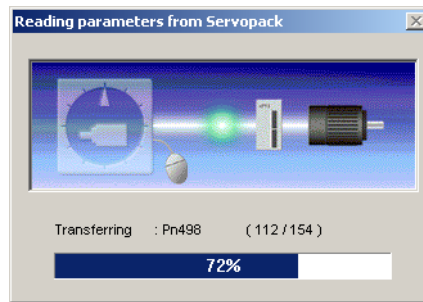 Reading parameters from Servopack
Transferring : Pn498 ( 112 / 154 )
72%